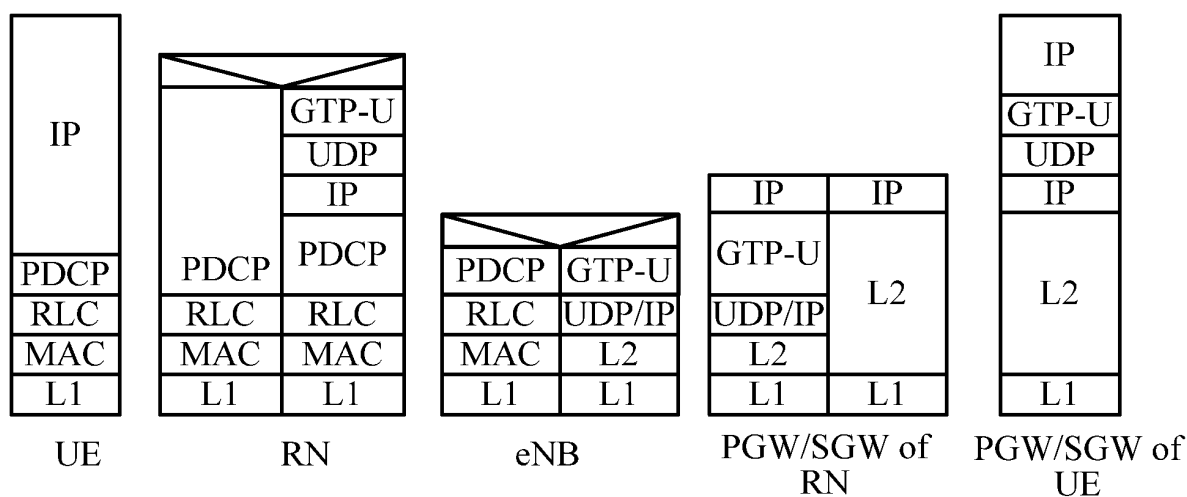 IP
PDCP
RLC
MAC
L1
UE
GTP-U
UDP
IP
PDCP PDCP
RLC RLC
MAC MAC
L1 L1
RN
PDCP GTP-U
RLC UDP/IP
MAC L2
L1 L1
eNB
IP IP
GTP-U
L2
UDP/IP
L2
L1 L1
PGW/SGW of
RN
IP
GTP-U
UDP
IP
L2
L1
PGW/SGW of
UE